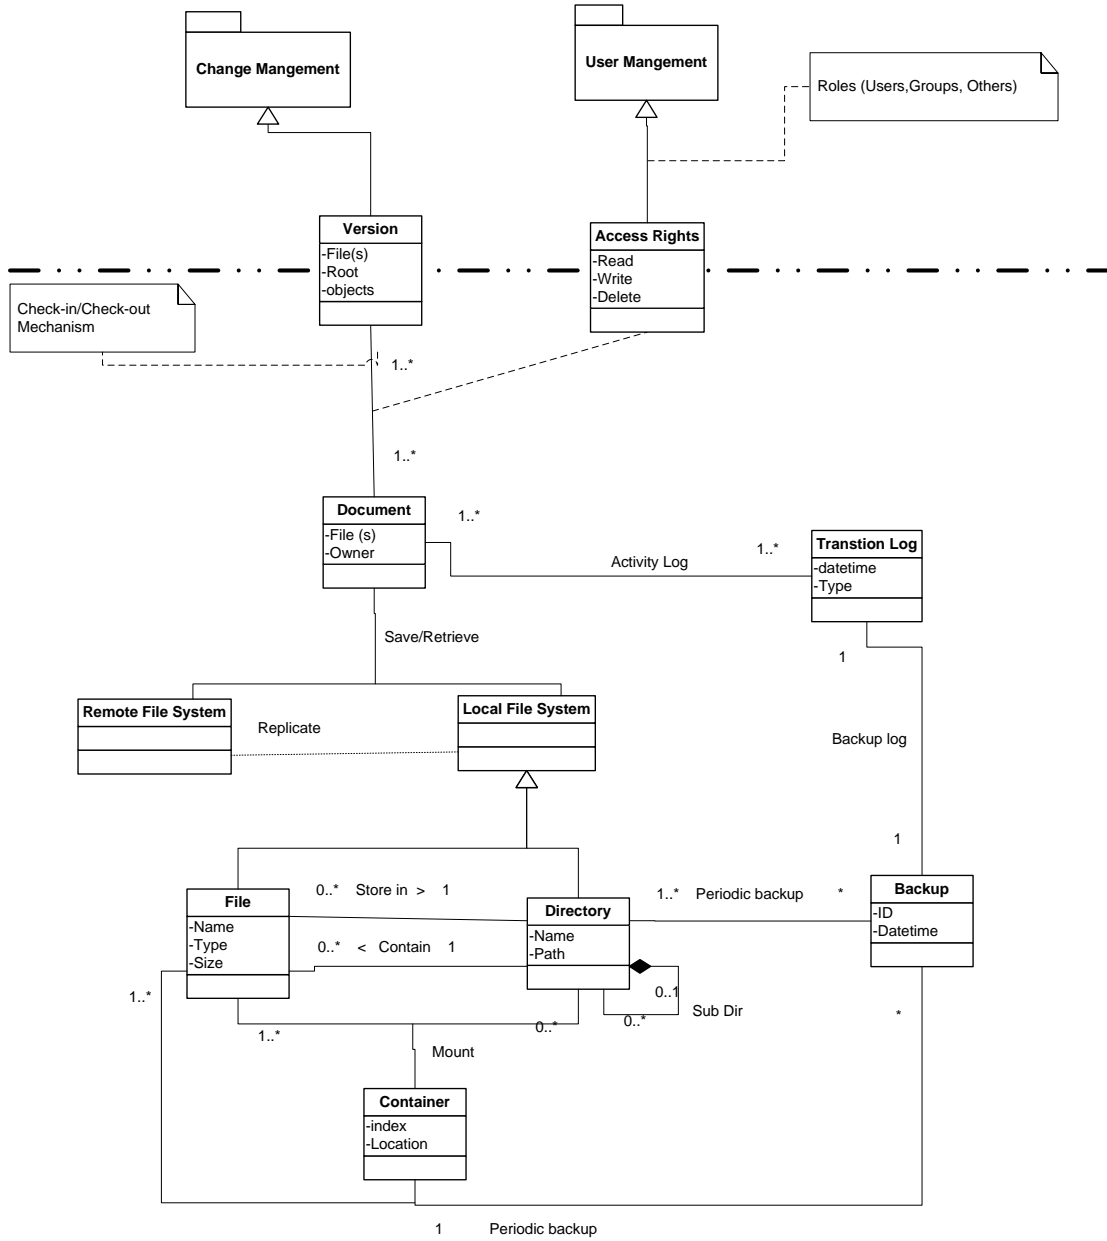 Change Mangement
User Mangement
Roles (Users,Groups, Others)
Version
-File(s)
-Root
-objects
Access Rights
-Read
-Write
-Delete
Check-in/Check-out
Mechanism
1..*
1..*
Document
-File (s)
-Owner
1..*
Activity Log
1..*
Transtion Log
-datetime
-Type
Save/Retrieve
1
Remote File System
Replicate
Local File System
Backup log
1
File
-Name
-Type
-Size
0..* Store in > 1
0..* < Contain 1
Directory
-Name
-Path
1..* Periodic backup *
Backup
-ID
-Datetime
0..1
0..*
Sub Dir
1..*
1..*
0..*
*
Mount
Container
-index
-Location
1 Periodic backup